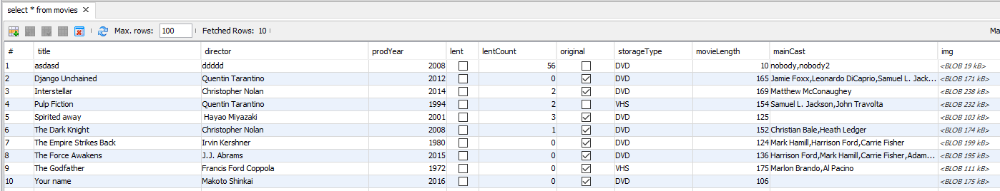 select * from movies
Max. rows: 100 Fetched Rows: 10 Ma
# title director prodYear lent lentCount original storageType movieLength mainCast img
1 asdasd ddddd 2008 56 DVD 10 nobody,nobody2 <BLOB 19 kB>
2 Django Unchained Quentin Tarantino 2012 0 DVD 165 Jamie Foxx,Leonardo DiCaprio,Samuel L. Jack... <BLOB 171 kB>
3 Interstellar Christopher Nolan 2014 2 DVD 169 Matthew McConaughey <BLOB 238 kB>
4 Pulp Fiction Quentin Tarantino 1994 2 VHS 154 Samuel L. Jackson,John Travolta <BLOB 232 kB>
5 Spirited away Hayao Miyazaki 2001 3 DVD 125 <BLOB 103 kB>
6 The Dark Knight Christopher Nolan 2008 1 DVD 152 Christian Bale,Heath Ledger <BLOB 174 kB>
7 The Empire Strikes Back Irvin Kershner 1980 0 DVD 124 Mark Hamill,Harrison Ford,Carrie Fisher <BLOB 199 kB>
8 The Force Awakens J.J. Abrams 2015 0 DVD 136 Harrison Ford,Mark Hamill,Carrie Fisher,Adam... <BLOB 195 kB>
9 The Godfather Francis Ford Coppola 1972 0 VHS 175 Marlon Brando,Al Pacino <BLOB 111 kB>
10 Your name Makoto Shinkai 2016 0 DVD 106 <BLOB 175 kB>